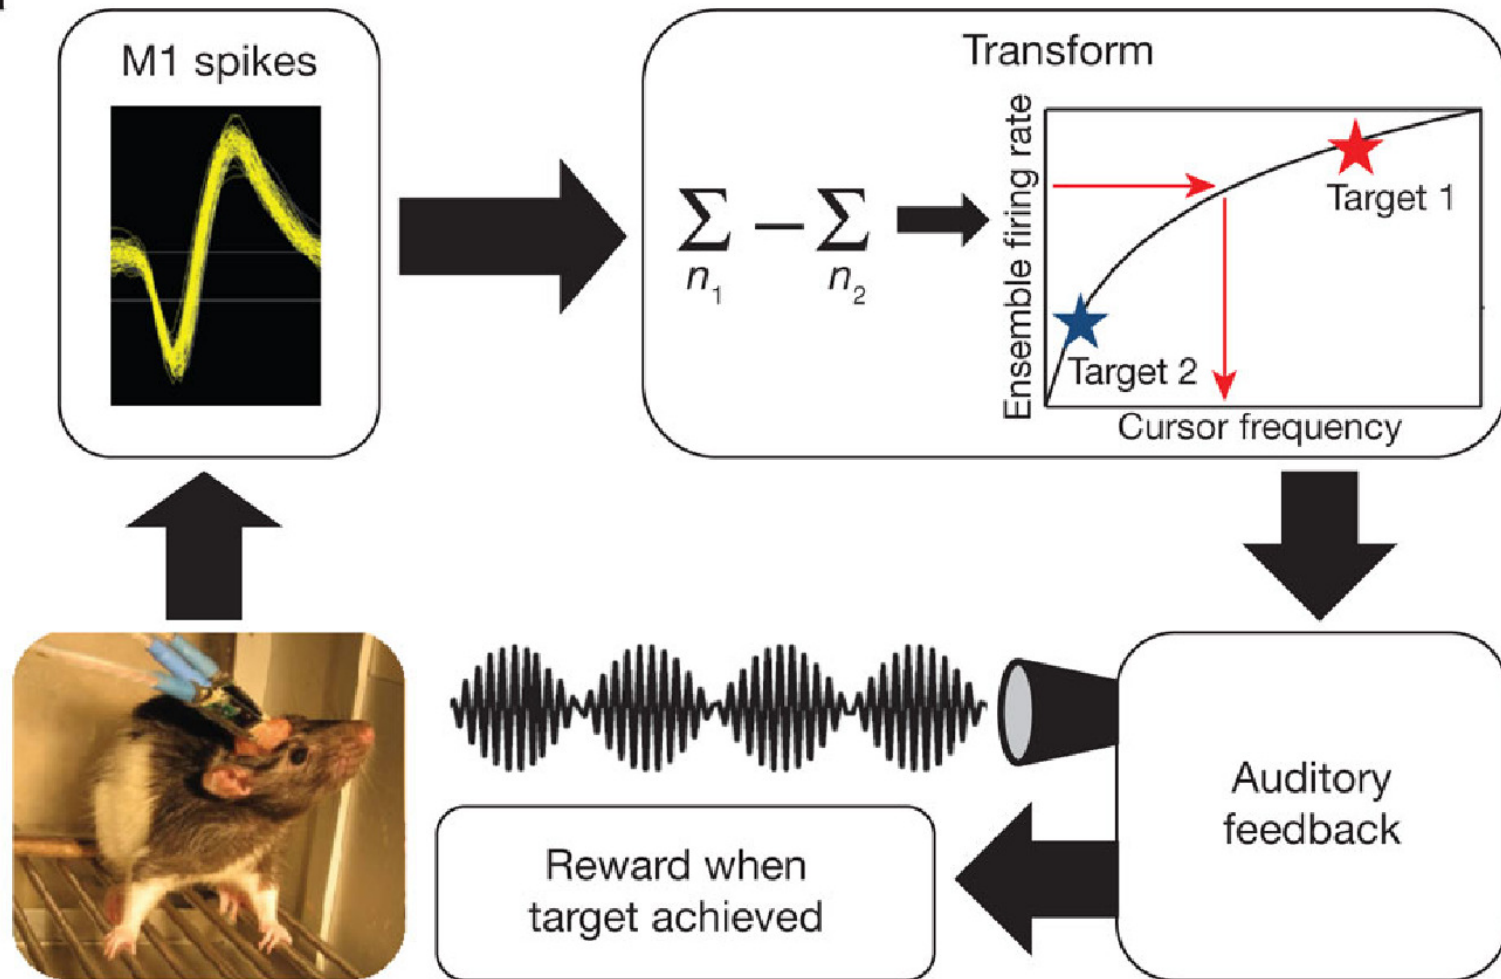 M1 spikes
Transform
∑ − ∑
n₁ n₂
Ensemble firing rate
Target 1
Target 2
Cursor frequency
Auditory
feedback
Reward when
target achieved